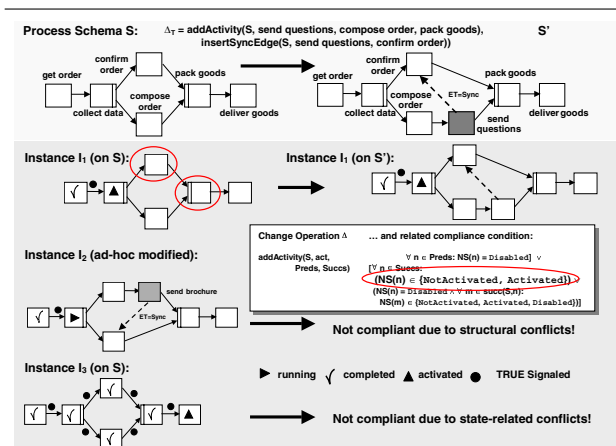 Process Schema S:
ΔT = addActivity(S, send questions, compose order, pack goods),
insertSyncEdge(S, send questions, confirm order))
S'
confirm
order
get order
pack goods
compose
order
collect data
deliver goods
confirm
order
get order
pack goods
ET=Sync
compose
order
collect data
send
questions
deliver goods
Instance I1 (on S)
Instance I1 (on S'):
Change Operation Δ
... and related compliance condition:
addActivity(S, act,
Preds, Succs)
∀ n ∈ Preds: NS(n) = Disabled] ∨
[∀ n ∈ Succs:
(NS(n) ∈ {NotActivated, Activated}) ∨
(NS(n) = Disabled ∧ ∀ m ∈ succ(S,n):
NS(m) ∈ {NotActivated, Activated, Disabled})]
Instance I2 (ad-hoc modified):
send brochure
ET=Sync
Not compliant due to structural conflicts!
Instance I3 (on S):
running
completed
activated
TRUE Signaled
Not compliant due to state-related conflicts!